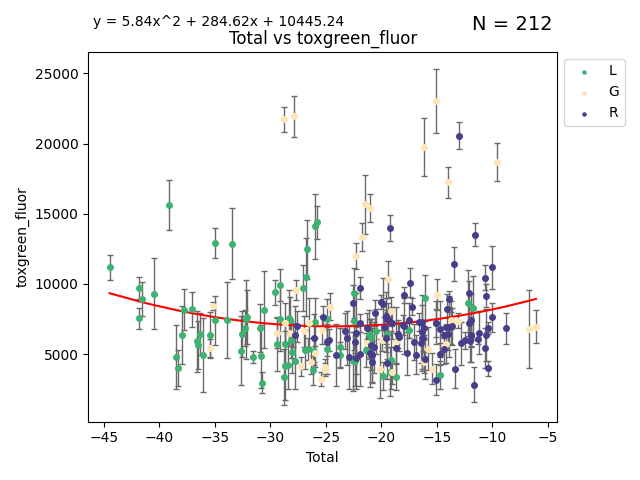 y = 5.84x^2 + 284.62x + 10445.24
N = 212
Total vs toxgreen_fluor
L
G
R
toxgreen_fluor
25000
20000
15000
10000
5000
−45 −40 −35 −30 −25 −20 −15 −10 −5
Total